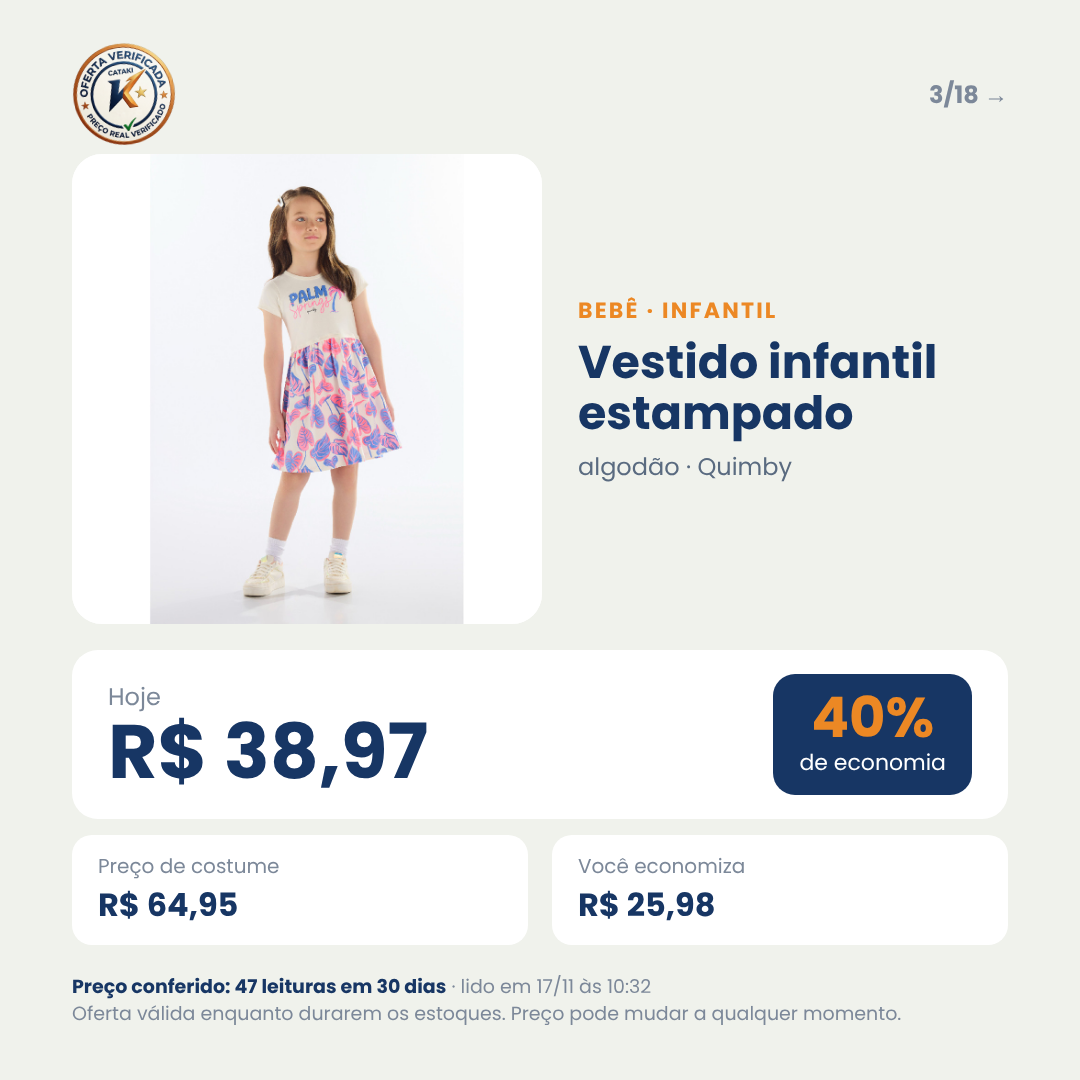 OFERTA VERIFICADA
CATAKI
K
PREÇO REAL VERIFICADO
3/18 →
PALM
Springs
BEBÊ · INFANTIL
Vestido infantil
estampado
algodão · Quimby
Hoje
R$ 38,97
40%
de economia
Preço de costume
R$ 64,95
Você economiza
R$ 25,98
Preço conferido: 47 leituras em 30 dias · lido em 17/11 às 10:32
Oferta válida enquanto durarem os estoques. Preço pode mudar a qualquer momento.